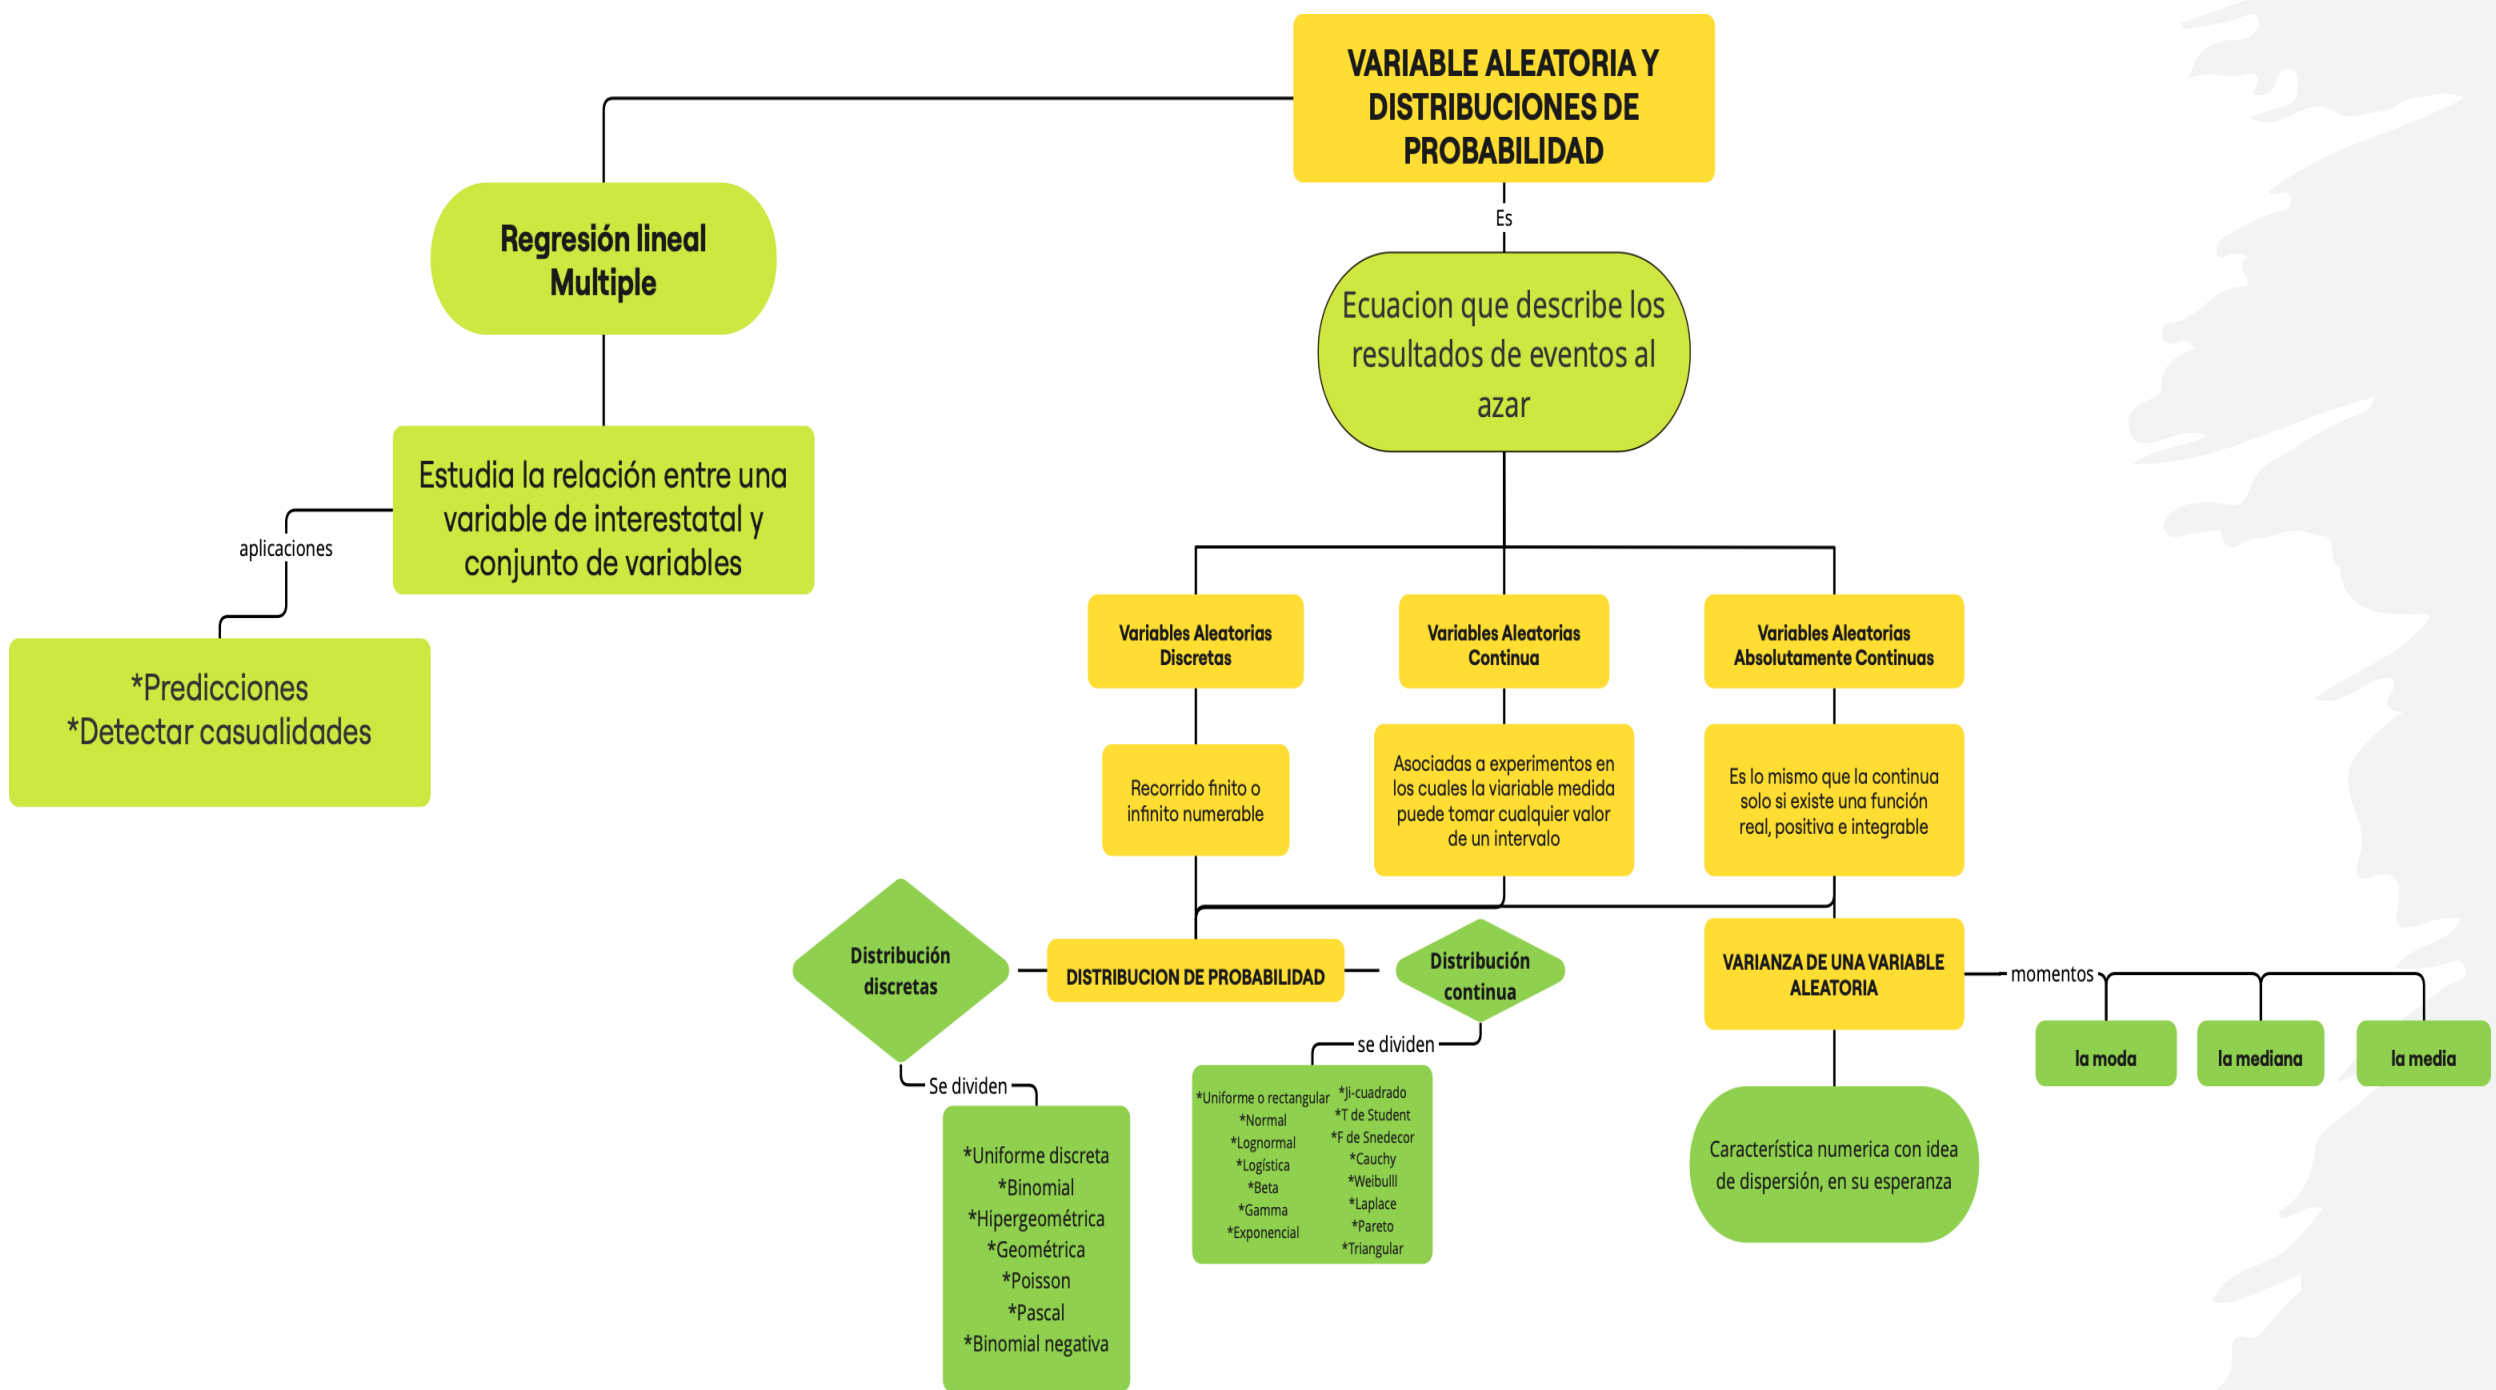 VARIABLE ALEATORIA Y
DISTRIBUCIONES DE
PROBABILIDAD
Regresión lineal
Multiple
Es
Ecuacion que describe los
resultados de eventos al
azar
Estudia la relación entre una
variable de interestatal y
conjunto de variables
aplicaciones
*Predicciones
*Detectar casualidades
Variables Aleatorias
Discretas
Variables Aleatorias
Continua
Variables Aleatorias
Absolutamente Continuas
Recorrido finito o
infinito numerable
Asociadas a experimentos en
los cuales la viariable medida
puede tomar cualquier valor
de un intervalo
Es lo mismo que la continua
solo si existe una función
real, positiva e integrable
Distribución
discretas
DISTRIBUCION DE PROBABILIDAD
Distribución
continua
VARIANZA DE UNA VARIABLE
ALEATORIA
momentos
la moda
la mediana
la media
Se dividen
*Uniforme discreta
*Binomial
*Hipergeométrica
*Geométrica
*Poisson
*Pascal
*Binomial negativa
se dividen
*Uniforme o rectangular
*Normal
*Lognormal
*Logística
*Beta
*Gamma
*Exponencial
*Ji-cuadrado
*T de Student
*F de Snedecor
*Cauchy
*Weibulll
*Laplace
*Pareto
*Triangular
Característica numerica con idea
de dispersión, en su esperanza